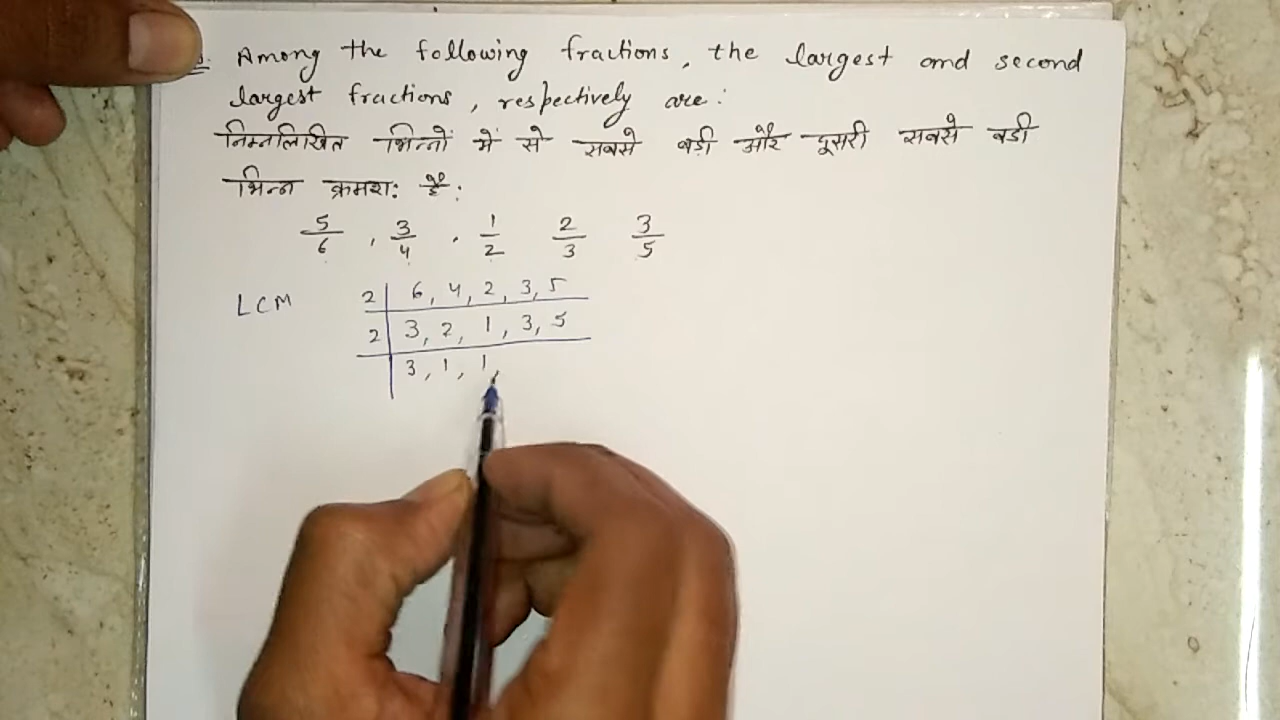 Among the following fractions, the largest and second
largest fractions, respectively are:
निम्नलिखित भिन्नों में से सबसे बड़ी और दूसरी सबसे बडी
भिन्न क्रमशः है:
5/6, 3/4, 1/2 2/3 3/5
LCM 2 | 6, 4, 2, 3, 5
2 | 3, 2, 1, 3, 5
3, 1, 1,